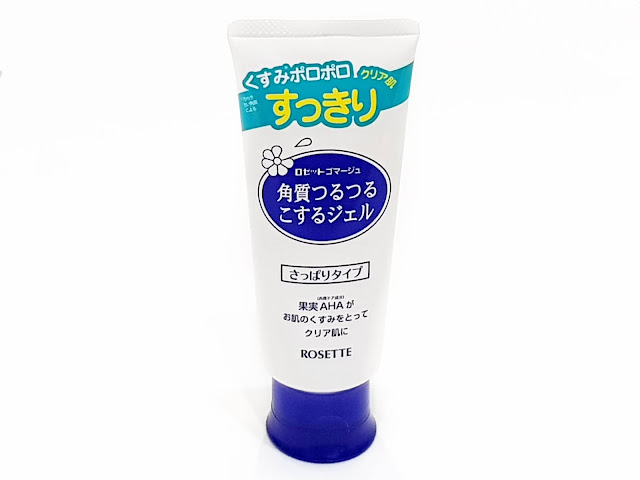 くすみポロポロ
クリア肌
すっきり
ロゼットゴマージュ
角質つるつる
こするジェル
さっぱりタイプ
果実AHAが
お肌のくすみをとって
クリア肌に
ROSETTE